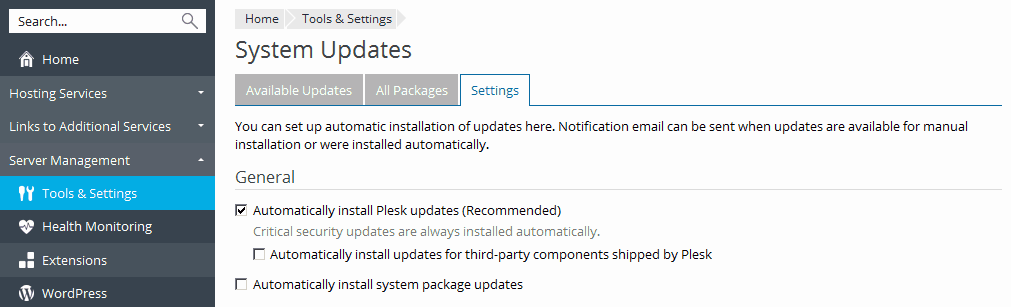 Search...
Home
Hosting Services
Links to Additional Services
Server Management
Tools & Settings
Health Monitoring
Extensions
WordPress
Home
Tools & Settings
System Updates
Available Updates
All Packages
Settings
You can set up automatic installation of updates here. Notification email can be sent when updates are available for manual
installation or were installed automatically.
General
Automatically install Plesk updates (Recommended)
Critical security updates are always installed automatically.
Automatically install updates for third-party components shipped by Plesk
Automatically install system package updates